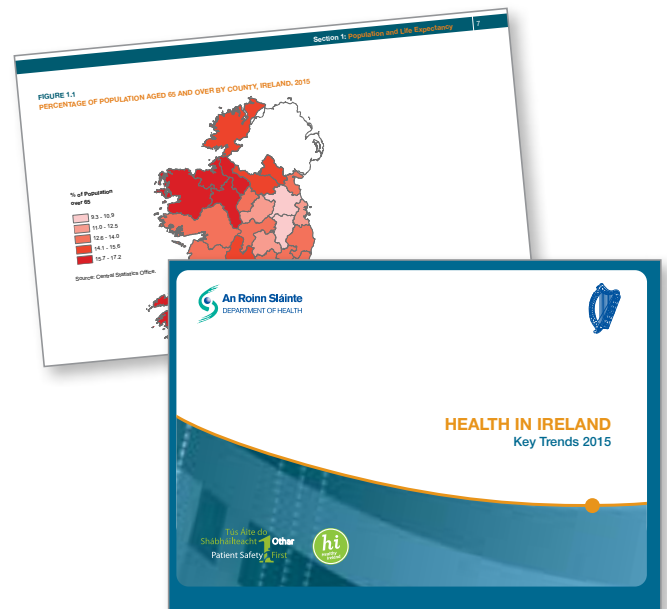 Section 1: Population and Life Expectancy 7
FIGURE 1.1
PERCENTAGE OF POPULATION AGED 65 AND OVER BY COUNTY, IRELAND, 2015
% of Population
over 65
9.3 - 10.9
11.0 - 12.5
12.6 - 14.0
14.1 - 15.6
15.7 - 17.2
Source: Central Statistics Office.
An Roinn Sláinte
DEPARTMENT OF HEALTH
HEALTH IN IRELAND
Key Trends 2015
Tús Áite do
Shábháilteacht 1 Othar
Patient Safety First
hi
Healthy Ireland